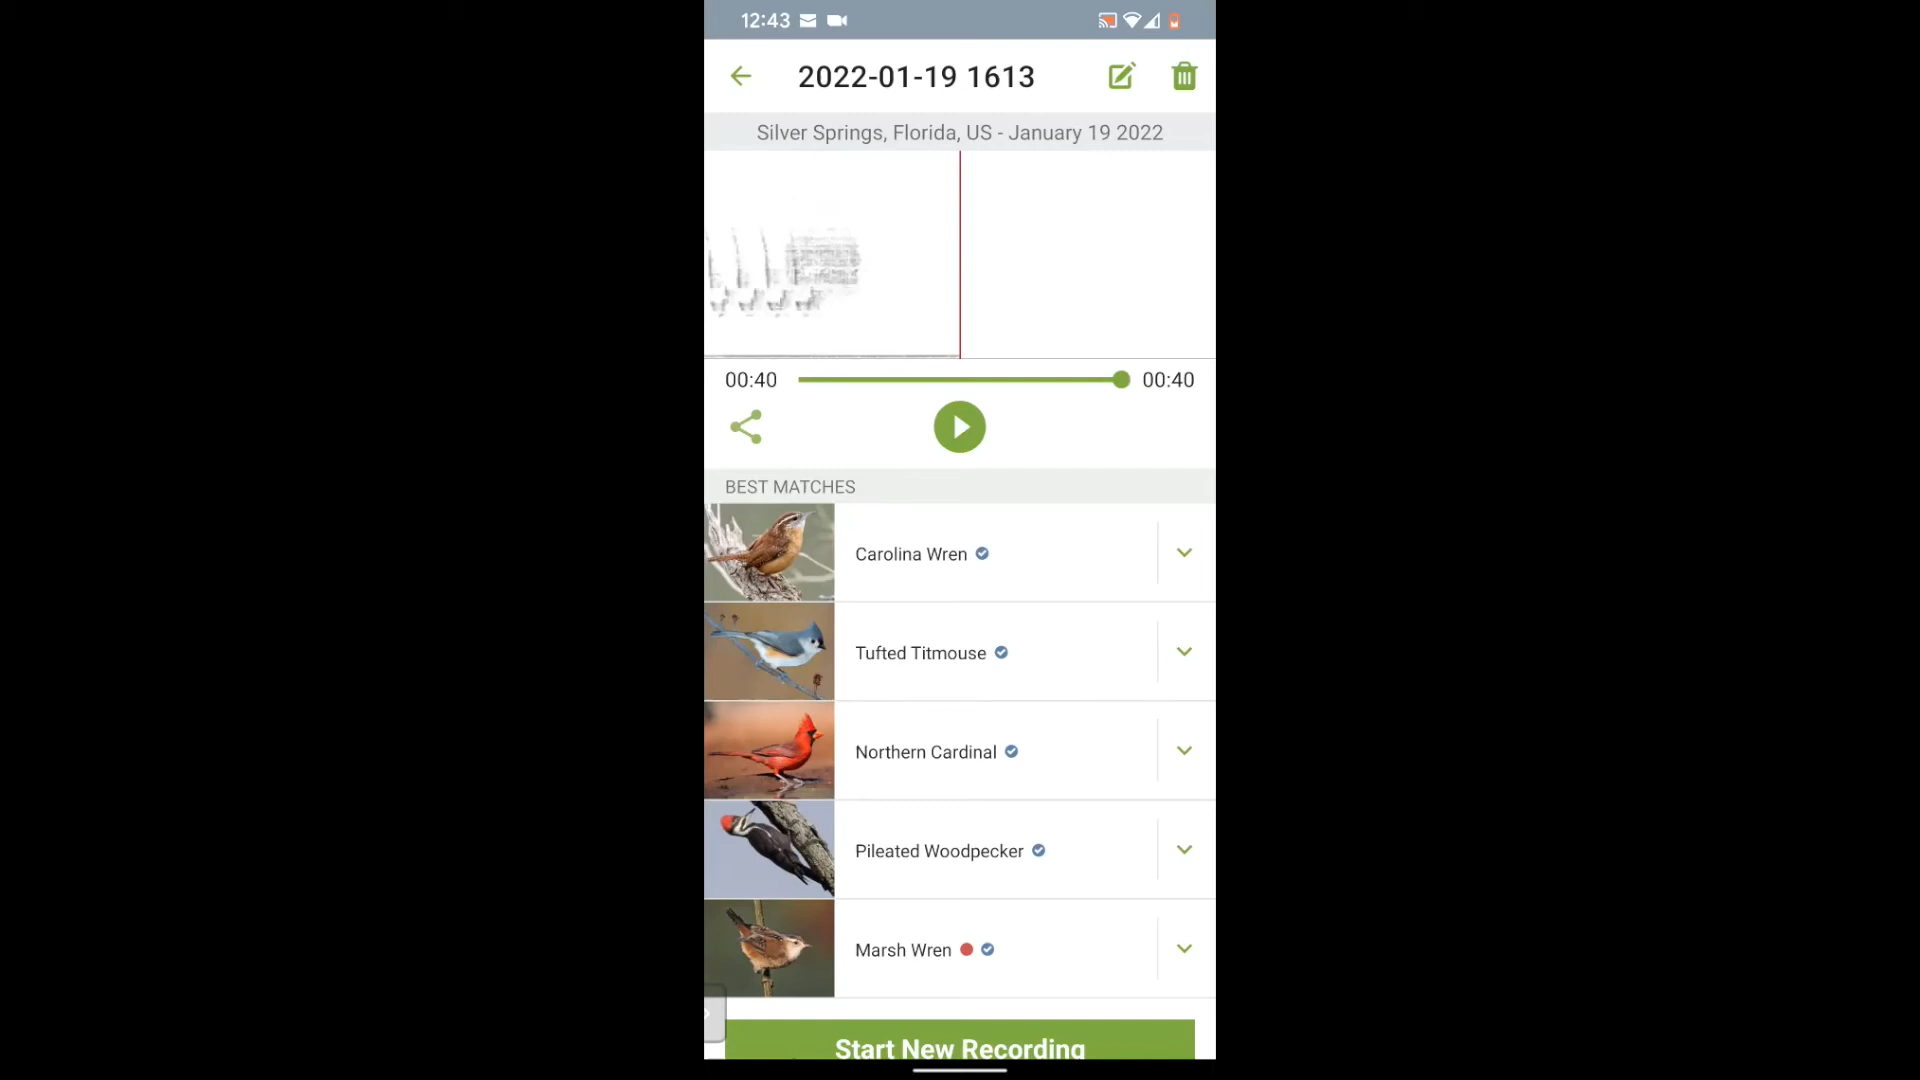 12:43
2022-01-19 1613
Silver Springs, Florida, US - January 19 2022
00:40 00:40
BEST MATCHES
Carolina Wren
Tufted Titmouse
Northern Cardinal
Pileated Woodpecker
Marsh Wren
Start New Recording